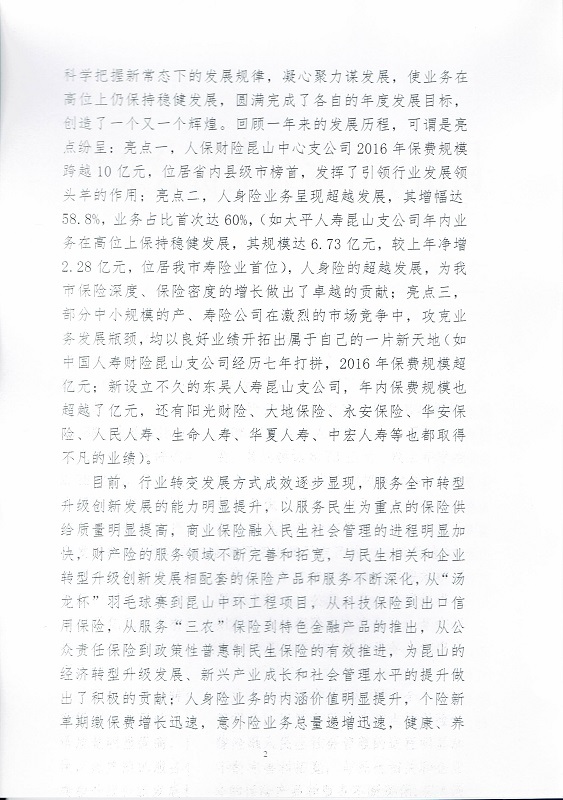 科学把握新常态下的发展规律，凝心聚力谋发展，使业务在
高位上仍保持稳健发展，圆满完成了各自的年度发展目标，
创造了一个又一个辉煌。回顾一年来的发展历程，可谓是亮
点纷呈：亮点一，人保财险昆山中心支公司2016年保费规模
跨越10亿元，位居省内县级市榜首，发挥了引领行业发展领
头羊的作用；亮点二，人身险业务呈现超越发展，其增幅达
58.8%，业务占比首次达60%，（如太平人寿昆山支公司年内业
务在高位上保持稳健发展，其规模达6.73亿元，较上年净增
2.28亿元，位居我市寿险业首位），人身险的超越发展，为我
市保险深度、保险密度的增长做出了卓越的贡献；亮点三，
部分中小规模的产、寿险公司在激烈的市场竞争中，攻克业
务发展瓶颈，均以良好业绩开拓出属于自己的一片新天地（如
中国人寿财险昆山支公司经历七年打拼，2016年保费规模超
亿元；新设立不久的东吴人寿昆山支公司，年内保费规模也
超越了亿元，还有阳光财险、大地保险、永安保险、华安保
险、人民人寿、生命人寿、华夏人寿、中宏人寿等也都取得
不凡的业绩）。
目前，行业转变发展方式成效逐步显现，服务全市转型
升级创新发展的能力明显提升，以服务民生为重点的保险供
给质量明显提高，商业保险融入民生社会管理的进程明显加
快，财产险的服务领域不断完善和拓宽，与民生相关和企业
转型升级创新发展相配套的保险产品和服务不断深化，从“汤
龙杯”羽毛球赛到昆山中环工程项目，从科技保险到出口信
用保险，从服务“三农”保险到特色金融产品的推出，从公
众责任保险到政策性普惠制民生保险的有效推进，为昆山的
经济转型升级发展、新兴产业成长和社会管理水平的提升做
出了积极的贡献；人身险业务的内涵价值明显提升，个险新
单期缴保费增长迅速，意外险业务总量递增迅速，健康、养
2